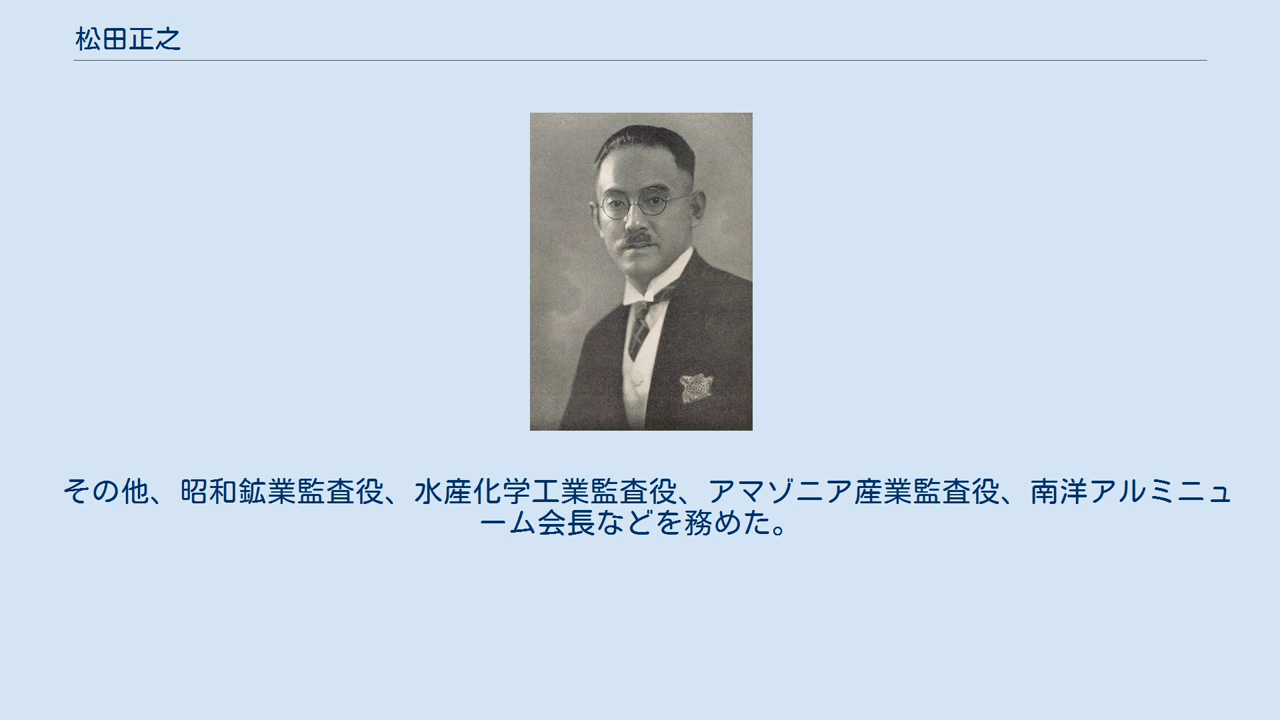 松田正之
その他、昭和鉱業監査役、水産化学工業監査役、アマゾニア産業監査役、南洋アルミニュ
ーム会長などを務めた。